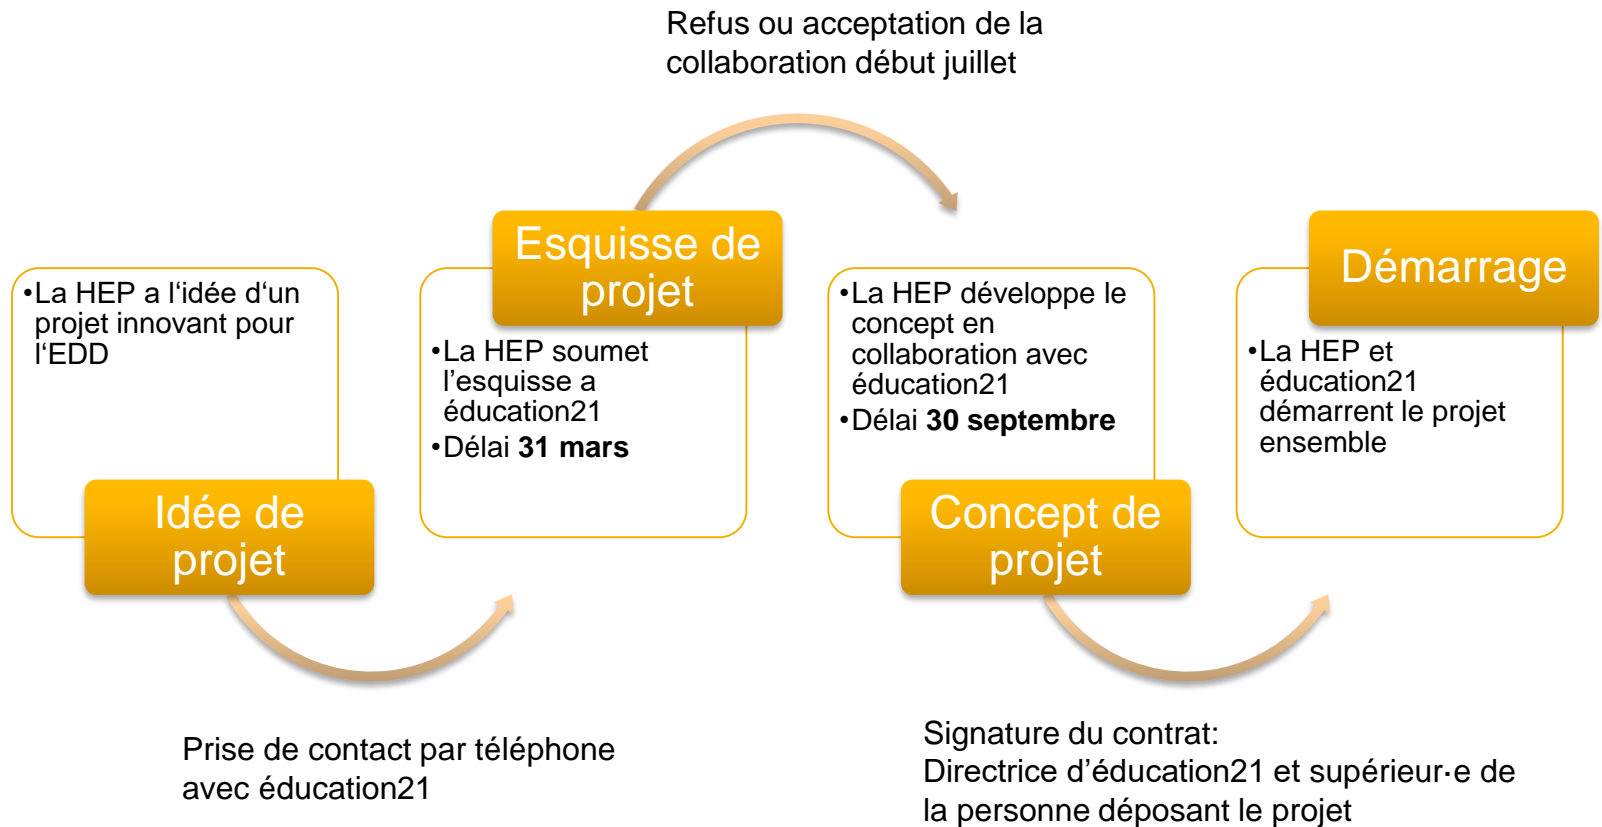 Refus ou acceptation de la
collaboration début juillet
•La HEP a l‘idée d‘un
projet innovant pour
l‘EDD
Idée de
projet
Prise de contact par téléphone
avec éducation21
Esquisse de
projet
•La HEP soumet
l’esquisse a
éducation21
•Délai 31 mars
•La HEP développe le
concept en
collaboration avec
éducation21
•Délai 30 septembre
Concept de
projet
Signature du contrat:
Directrice d’éducation21 et supérieur·e de
la personne déposant le projet
Démarrage
•La HEP et
éducation21
démarrent le projet
ensemble